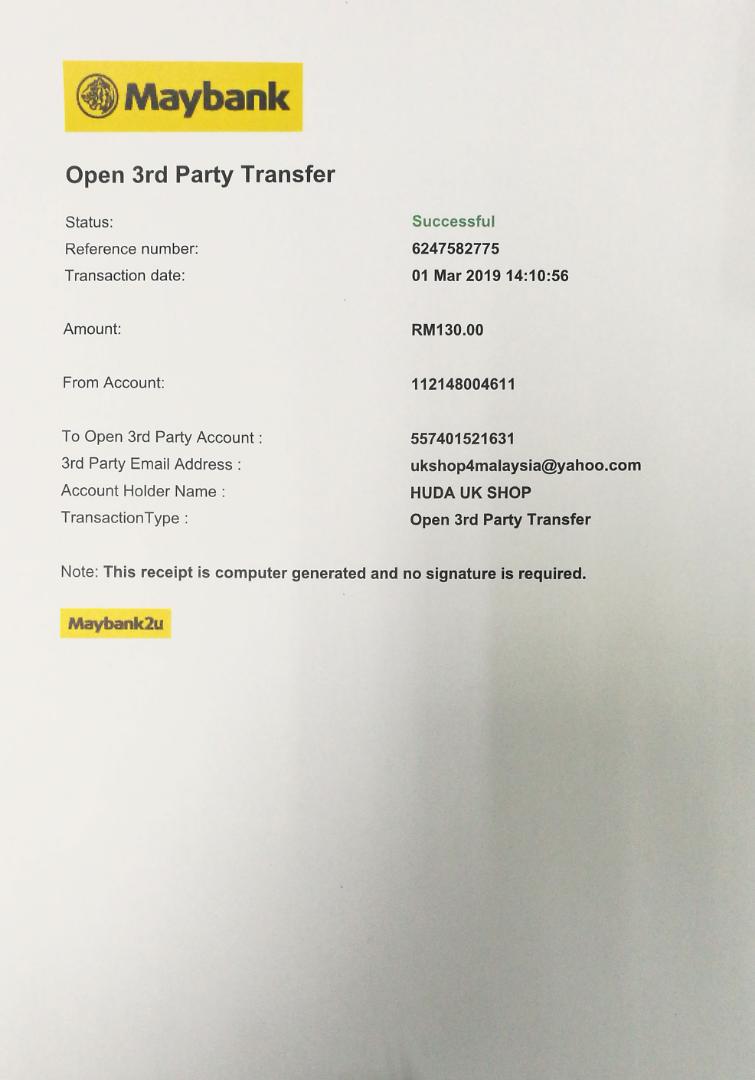 Maybank
Open 3rd Party Transfer
Status: Successful
Reference number: 6247582775
Transaction date: 01 Mar 2019 14:10:56
Amount: RM130.00
From Account: 112148004611
To Open 3rd Party Account : 557401521631
3rd Party Email Address : ukshop4malaysia@yahoo.com
Account Holder Name : HUDA UK SHOP
TransactionType : Open 3rd Party Transfer
Note: This receipt is computer generated and no signature is required.
Maybank2u